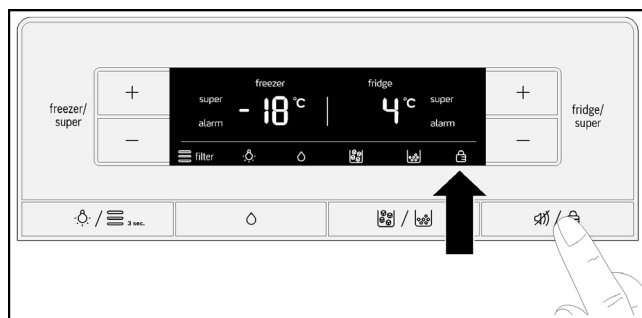 freezer fridge
super -18 °C 4 °C super
alarm alarm
filter
freezer/
super
+
−
+
−
fridge/
super
/ 3 sec.
/
/